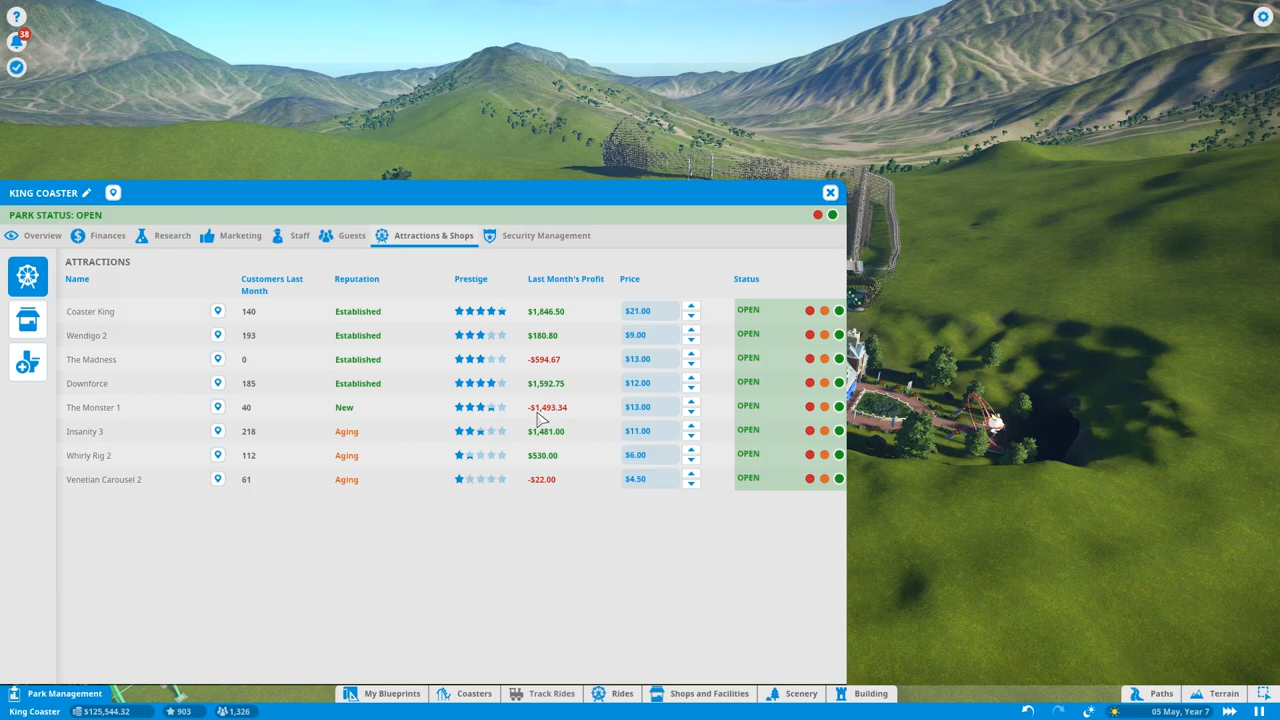 ?
38
KING COASTER
PARK STATUS: OPEN
Overview Finances Research Marketing Staff Guests Attractions & Shops Security Management
ATTRACTIONS
Name Customers Last Month Reputation Prestige Last Month's Profit Price Status
Coaster King 140 Established $1,846.50 $21.00 OPEN
Wendigo 2 193 Established $180.80 $9.00 OPEN
The Madness 0 Established -$594.67 $13.00 OPEN
Downforce 185 Established $1,592.75 $12.00 OPEN
The Monster 1 40 New -$1,493.34 $13.00 OPEN
Insanity 3 218 Aging $1,481.00 $11.00 OPEN
Whirly Rig 2 112 Aging $530.00 $6.00 OPEN
Venetian Carousel 2 61 Aging -$22.00 $4.50 OPEN
Park Management My Blueprints Coasters Track Rides Rides Shops and Facilities Scenery Building Paths Terrain
King Coaster $125,544.32 903 1,326 05 May, Year 7